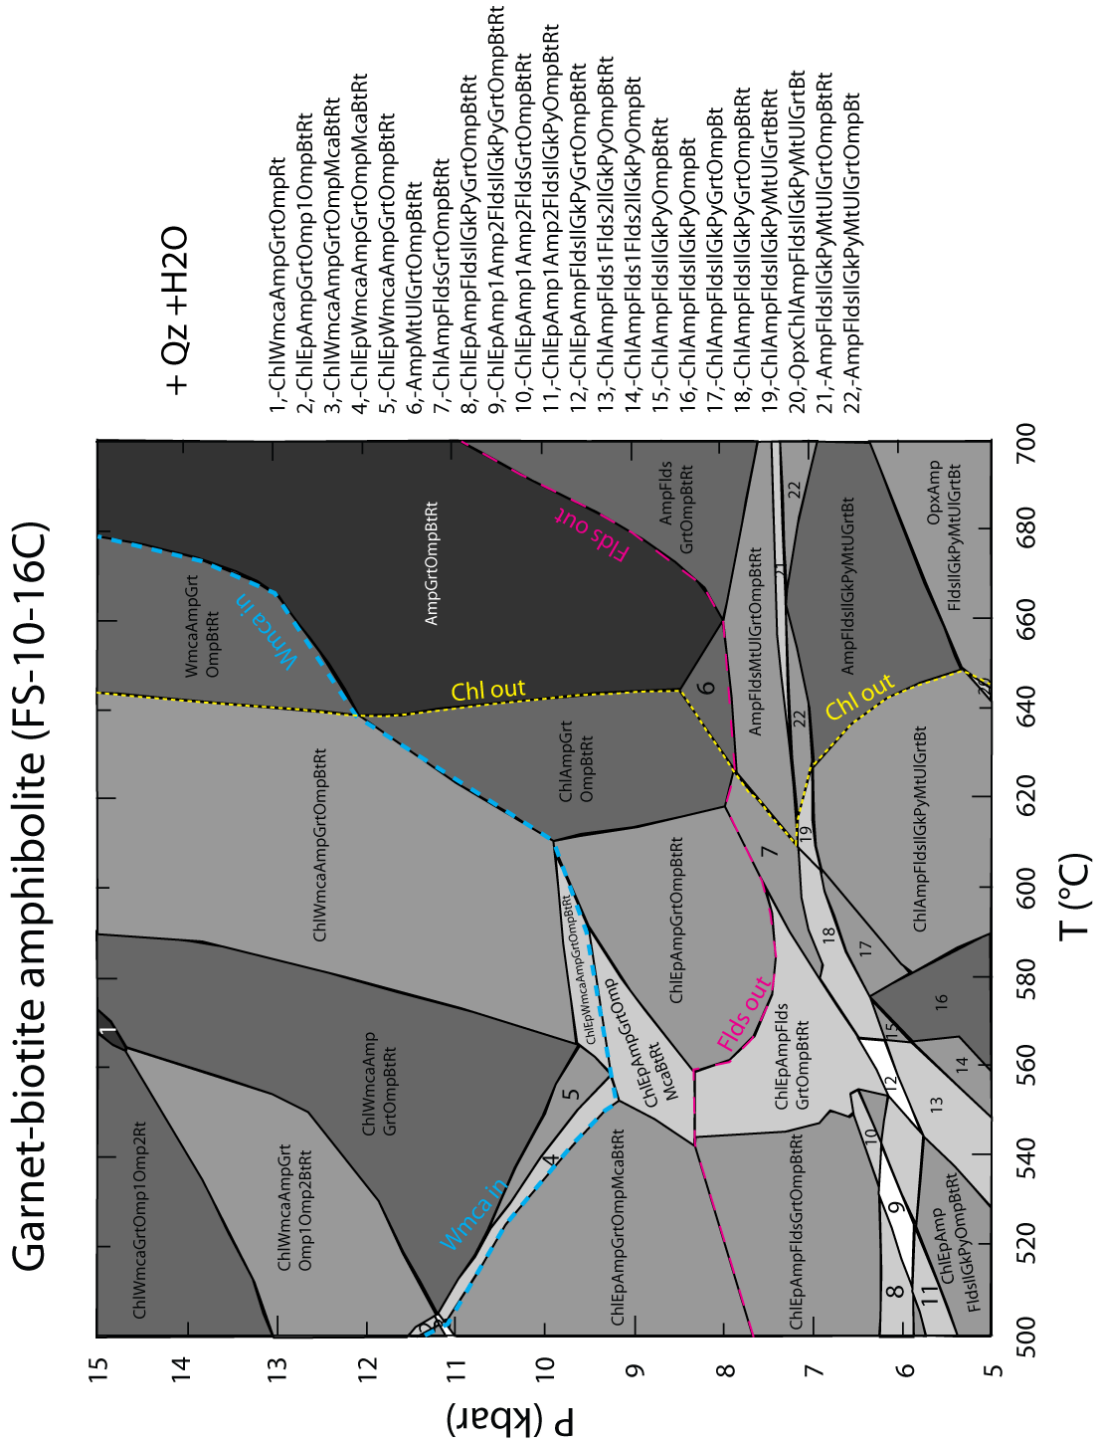 Garnet-biotite amphibolite (FS-10-16C)
+ Qz +H2O
1,-ChlWmcaAmpGrtOmpRt
2,-ChlEpAmpGrtOmp1OmpBtRt
3,-ChlWmcaAmpGrtOmpMcaBtRt
4,-ChlEpWmcaAmpGrtOmpMcaBtRt
5,-ChlEpWmcaAmpGrtOmpBtRt
6,-AmpMtUlGrtOmpBtRt
7,-ChlAmpFldsGrtOmpBtRt
8,-ChlEpAmpFldsIlGkPyGrtOmpBtRt
9,-ChlEpAmp1Amp2FldsIlGkPyGrtOmpBtRt
10,-ChlEpAmp1Amp2FldsGrtOmpBtRt
11,-ChlEpAmp1Amp2FldsIlGkPyOmpBtRt
12,-ChlEpAmpFldsIlGkPyGrtOmpBtRt
13,-ChlAmpFlds1Flds2IlGkPyOmpBtRt
14,-ChlAmpFlds1Flds2IlGkPyOmpBt
15,-ChlAmpFldsIlGkPyOmpBtRt
16,-ChlAmpFldsIlGkPyOmpBt
17,-ChlAmpFldsIlGkPyGrtOmpBt
18,-ChlAmpFldsIlGkPyGrtOmpBtRt
19,-ChlAmpFldsIlGkPyMtUlGrtBtRt
20,-OpxChlAmpFldsIlGkPyMtUlGrtBt
21,-AmpFldsIlGkPyMtUlGrtOmpBtRt
22,-AmpFldsIlGkPyMtUlGrtOmpBt
P (kbar)
15
14
13
12
11
10
9
8
7
6
5
T (°C)
500
520
540
560
580
600
620
640
660
680
700
ChlWmcaGrtOmp1Omp2Rt
1
ChlWmcaAmpGrt
Omp1Omp2BtRt
ChlWmcaAmp
GrtOmpBtRt
ChlWmcaAmpGrtOmpBtRt
WmcaAmpGrt
OmpBtRt
Wmca in
AmpGrtOmpBtRt
Chl out
Flds out
AmpFlds
GrtOmpBtRt
ChlAmpGrt
OmpBtRt
6
ChlEpWmcaAmpGrtOmpBtRt
5
4
Wmca in
ChlEpAmpGrtOmp
McaBtRt
ChlEpAmpGrtOmpBtRt
ChlEpAmpGrtOmpMcaBtRt
Flds out
7
AmpFldsMtUlGrtOmpBtRt
ChlEpAmpFlds
GrtOmpBtRt
ChlEpAmpFldsGrtOmpBtRt
21
22
22
19
18
17
Chl out
AmpFldsIlGkPyMtUlGrtBt
OpxAmp
FldsIlGkPyMtUlGrtBt
ChlAmpFldsIlGkPyMtUlGrtBt
16
15
14
13
12
10
9
8
11
ChlEpAmp
FldsIlGkPyOmpBtRt